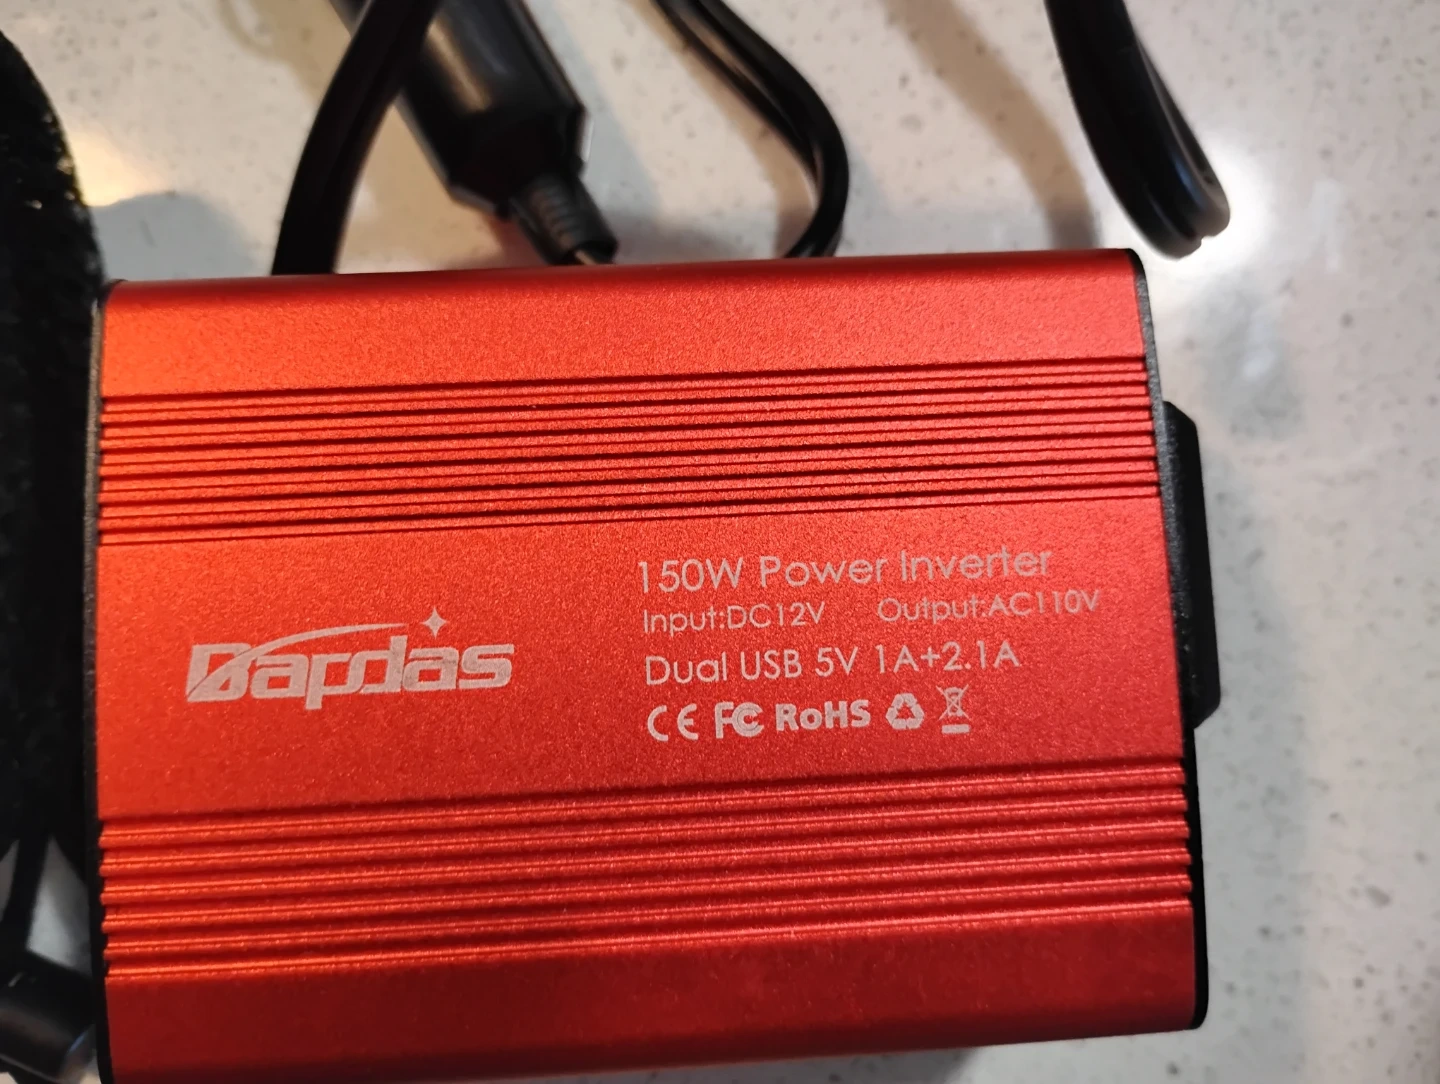 Bapdas
150W Power Inverter
Input:DC12V Output:AC110V
Dual USB 5V 1A+2.1A
CE FC RoHS